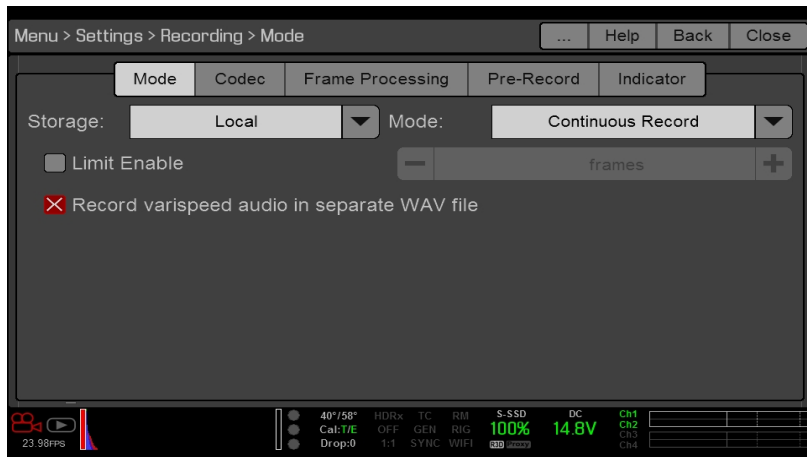 Menu > Settings > Recording > Mode ... Help Back Close
Mode Codec Frame Processing Pre-Record Indicator
Storage: Local Mode: Continuous Record
Limit Enable frames
Record varispeed audio in separate WAV file
40°/58° HDRx TC RM S-SSD DC Ch1
Cal:T/E OFF GEN RIG 100% 14.8V Ch2
23.98FPS Drop:0 1:1 SYNC WIFI R3D Proxy Ch3
Ch4